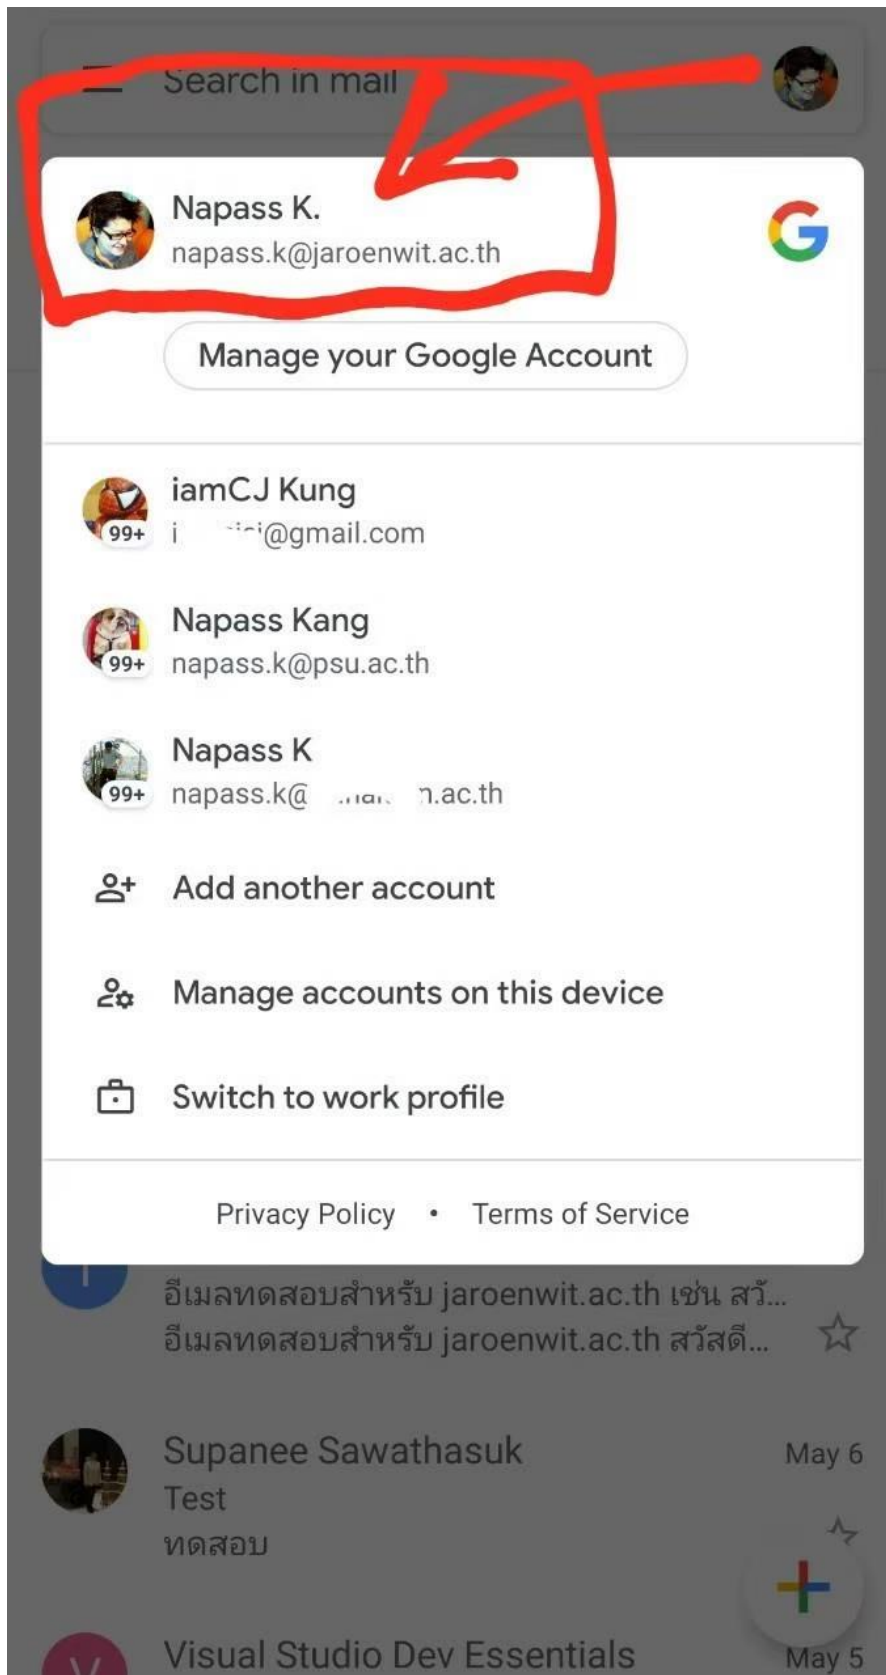 Search in mail
Napass K.
napass.k@jaroenwit.ac.th
Manage your Google Account
iamCJ Kung
99+
@gmail.com
Napass Kang
99+
napass.k@psu.ac.th
Napass K
99+
napass.k@ n.ac.th
Add another account
Manage accounts on this device
Switch to work profile
Privacy Policy • Terms of Service
อีเมลทดสอบสำหรับ jaroenwit.ac.th เช่น สวั...
อีเมลทดสอบสำหรับ jaroenwit.ac.th สวัสดี...
Supanee Sawathasuk May 6
Test
ทดสอบ
V Visual Studio Dev Essentials May 5